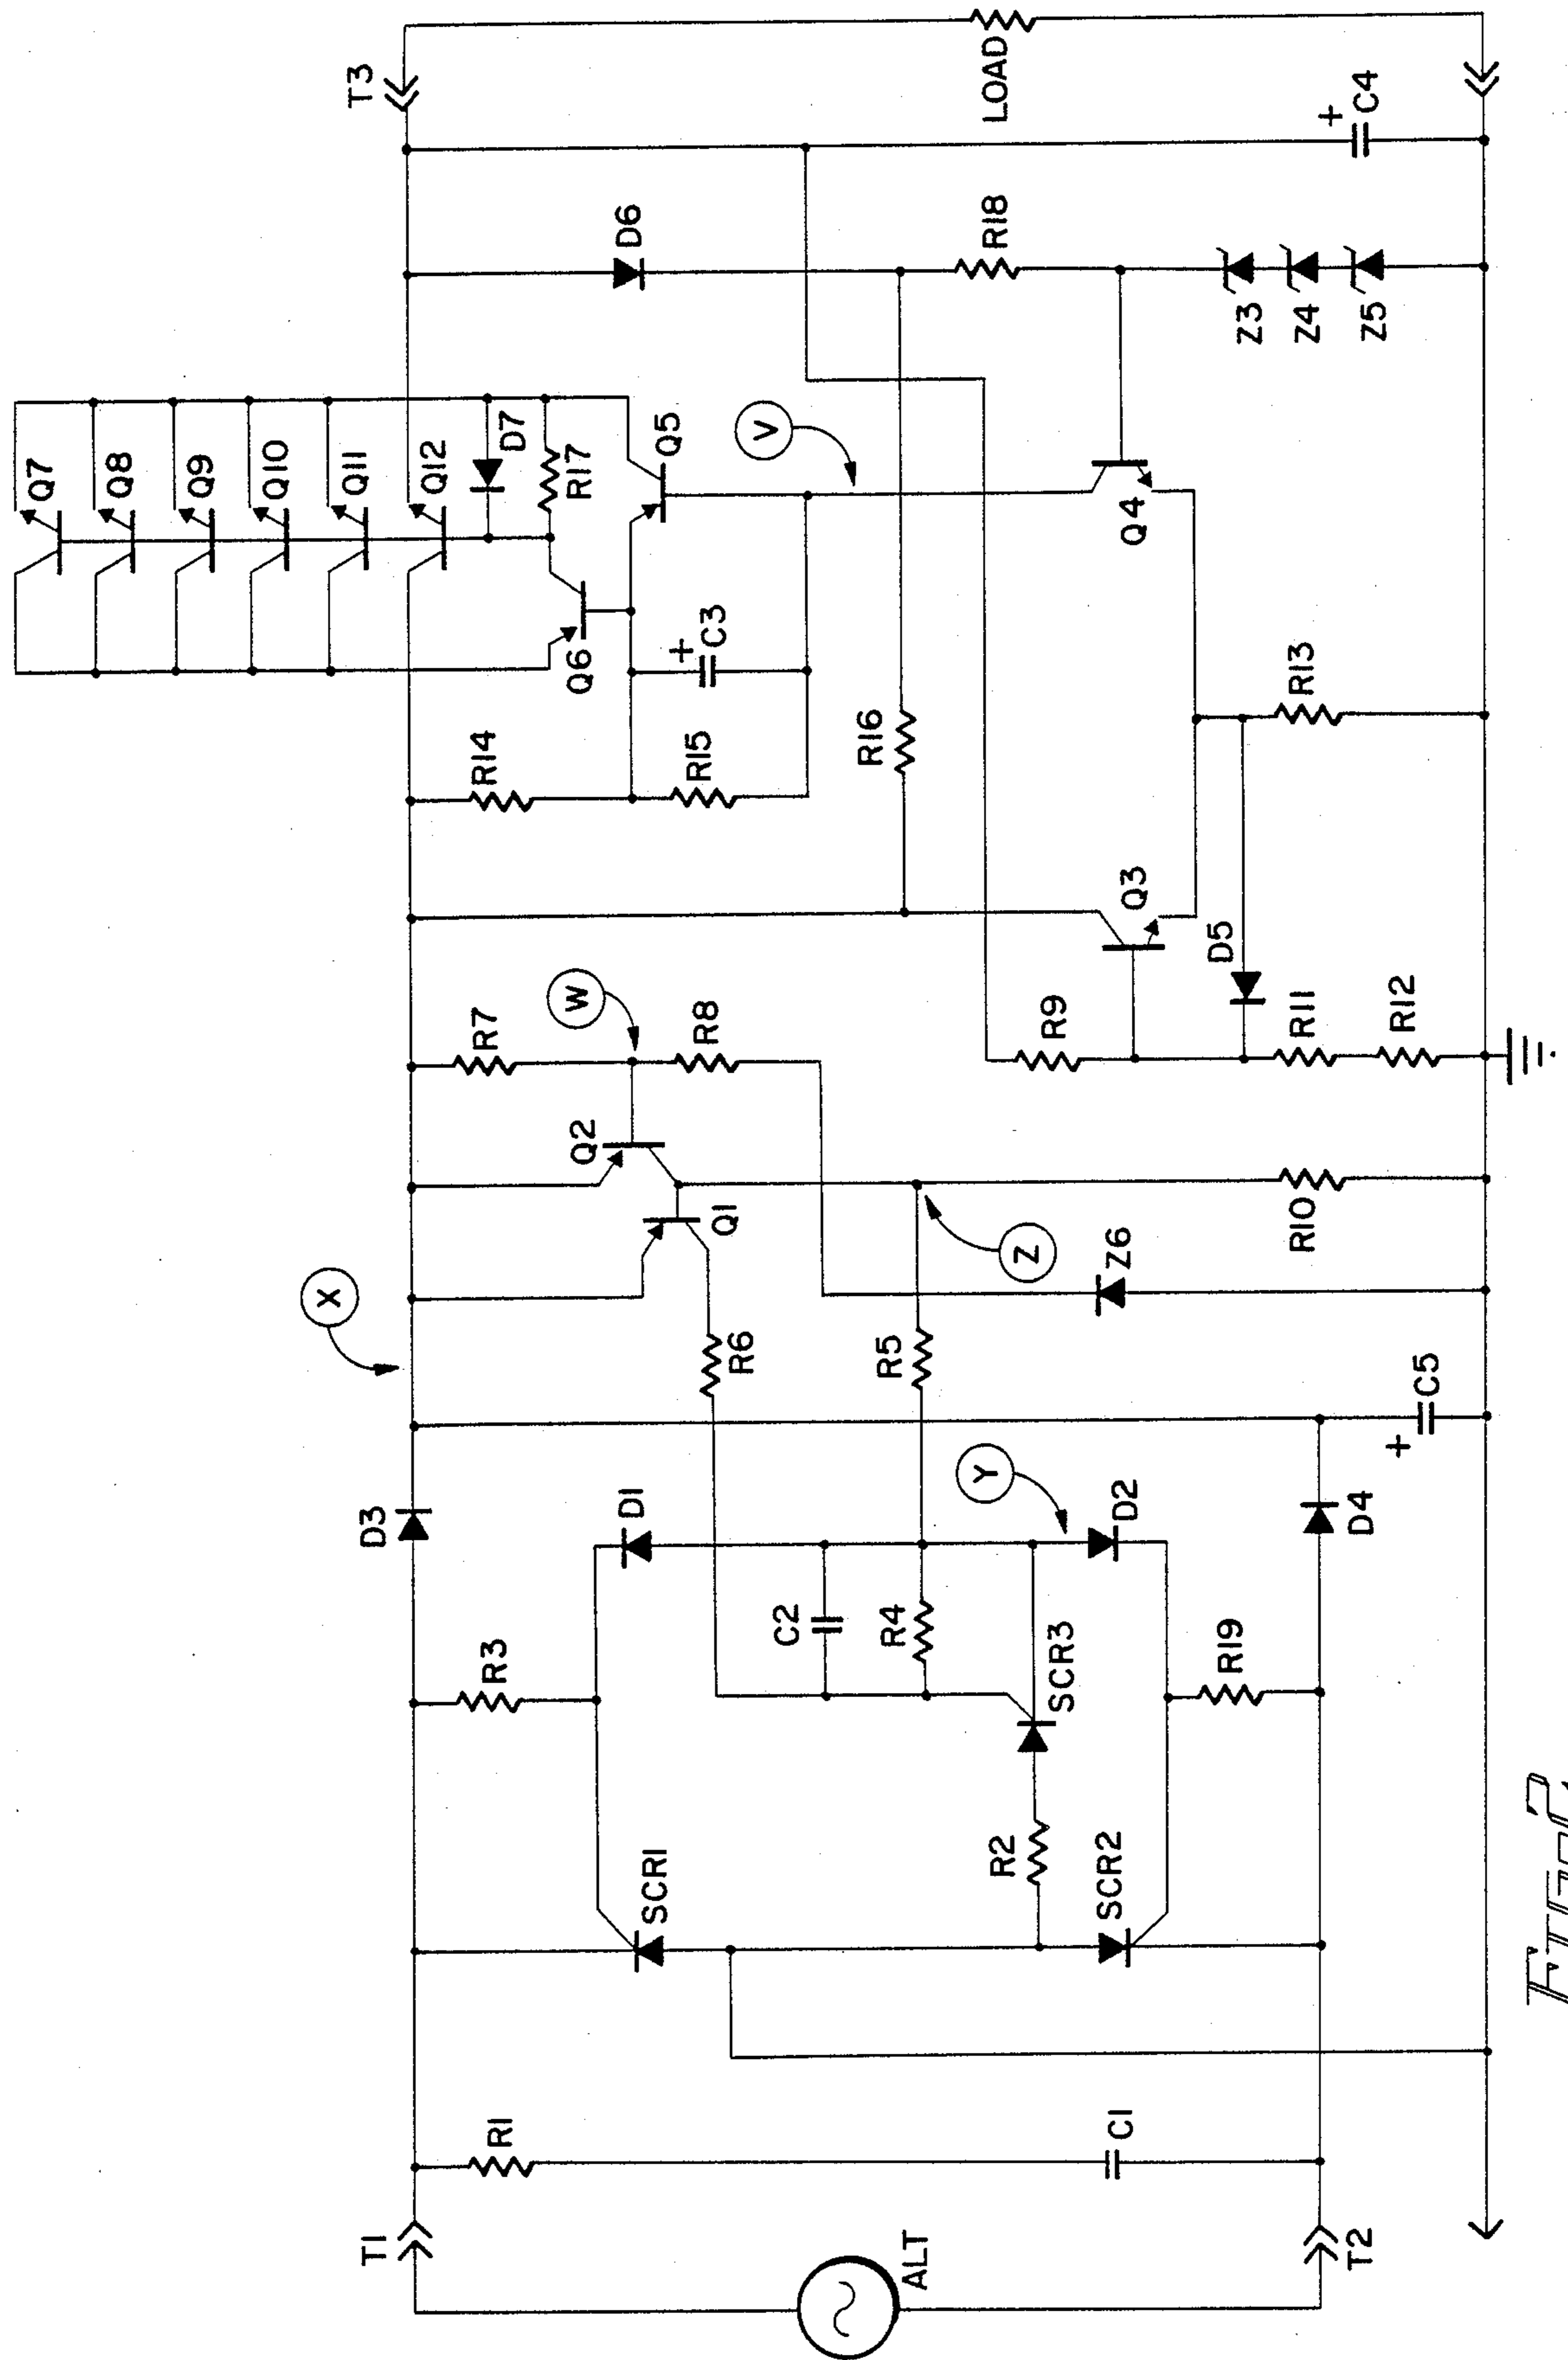 T3
LOAD
+
C4
D6
R18
Z3
Z4
Z5
Q7
Q8
Q9
Q10
Q11
Q12
D7
R17
Q5
V
Q4
Q6
+
C3
R14
R15
R16
R13
Q3
D5
R7
W
R8
R9
R11
R12
Q2
Q1
Z
R10
X
Z6
R6
R5
+
C5
D3
D1
Y
D2
D4
R3
C2
R4
SCR3
R19
SCR1
R2
SCR2
R1
C1
T1
ALT
T2
Fig 2